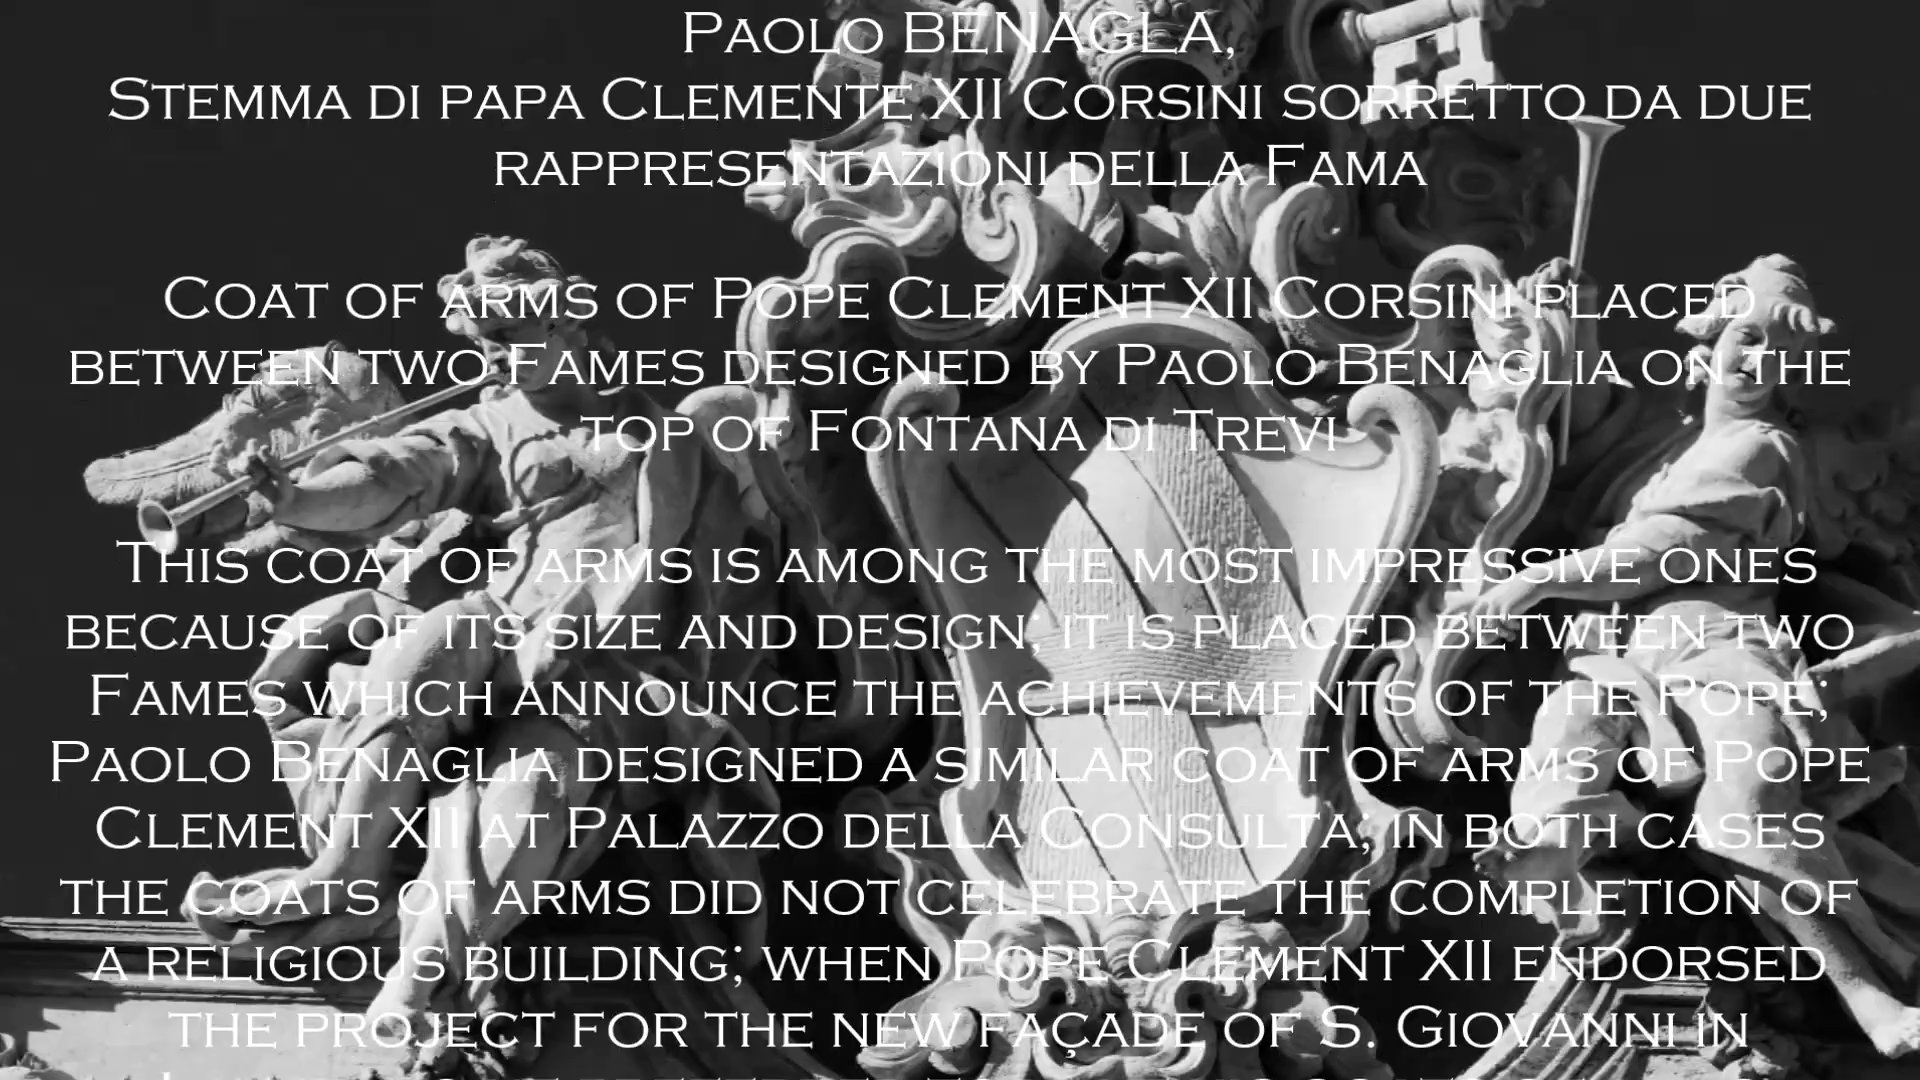 Paolo BENAGLA,
Stemma di papa Clemente XII Corsini sorretto da due
rappresentazioni della Fama
Coat of arms of Pope Clement XII Corsini placed
between two Fames designed by Paolo Benaglia on the
top of Fontana di Trevi
This coat of arms is among the most impressive ones
because of its size and design; it is placed between two
Fames which announce the achievements of the Pope;
Paolo Benaglia designed a similar coat of arms of Pope
Clement XII at Palazzo della Consulta; in both cases
the coats of arms did not celebrate the completion of
a religious building; when Pope Clement XII endorsed
the project for the new façade of S. Giovanni in